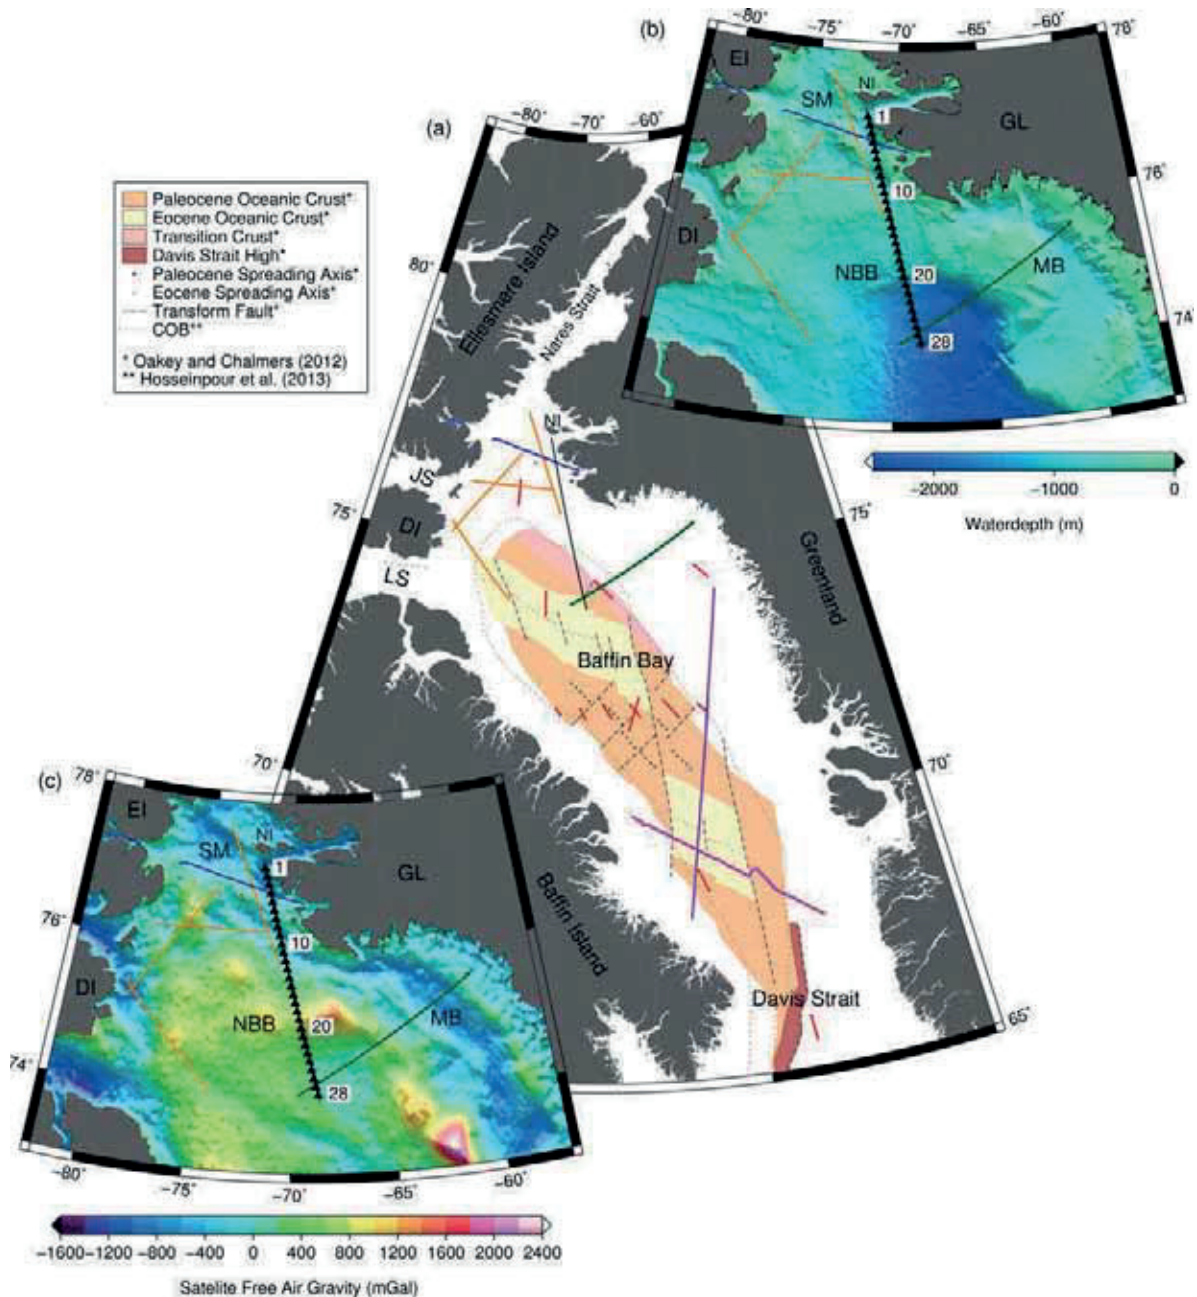 (b)
−80°
−75°
−70°
−65°
−60°
78°
EI
SM
NI
1
GL
76°
10
DI
NBB
20
MB
74°
28
−2000
−1000
0
Waterdepth (m)
(a)
−80°
−70°
−60°
Paleocene Oceanic Crust*
Eocene Oceanic Crust*
Transition Crust*
Davis Strait High*
Paleocene Spreading Axis*
Eocene Spreading Axis*
Transform Fault*
COB**
* Oakey and Chalmers (2012)
** Hosseinpour et al. (2013)
80°
Ellesmere Island
Nares Strait
NI
JS
75°
DI
LS
75°
Greenland
Baffin Bay
70°
70°
Baffin Island
Davis Strait
65°
(c)
78°
EI
SM
NI
1
GL
76°
10
DI
NBB
20
MB
74°
28
−80°
−75°
−70°
−65°
−60°
−1600
−1200
−800
−400
0
400
800
1200
1600
2000
2400
Satelite Free Air Gravity (mGal)